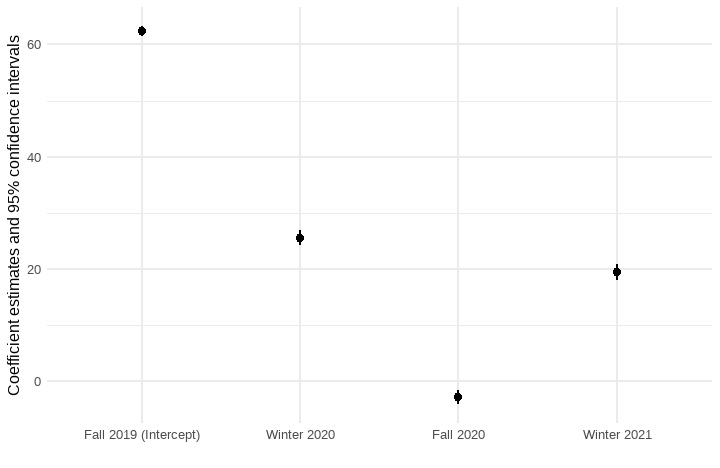 Coefficient estimates and 95% confidence intervals
60
40
20
0
Fall 2019 (Intercept)
Winter 2020
Fall 2020
Winter 2021